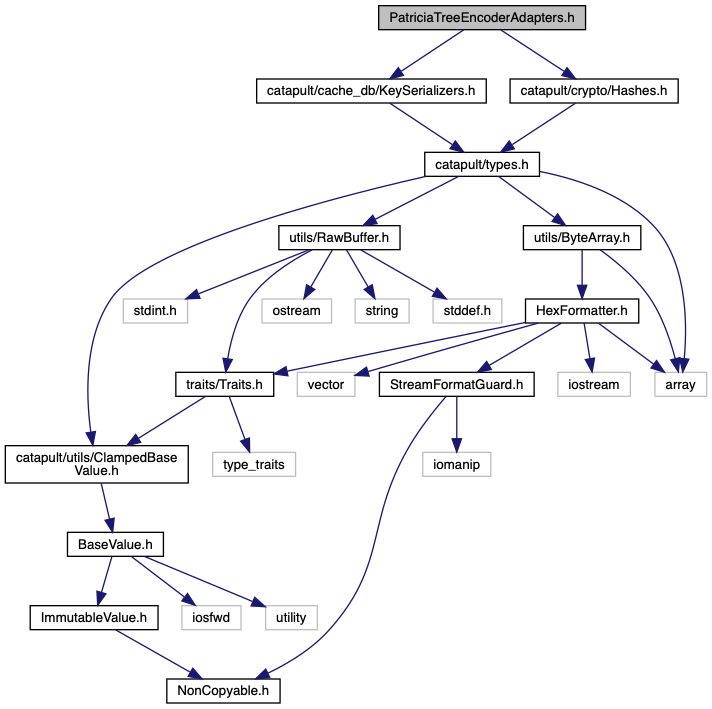 PatriciaTreeEncoderAdapters.h
catapult/cache_db/KeySerializers.h
catapult/crypto/Hashes.h
catapult/types.h
utils/RawBuffer.h
utils/ByteArray.h
stdint.h
ostream
string
stddef.h
HexFormatter.h
traits/Traits.h
vector
StreamFormatGuard.h
iostream
array
catapult/utils/ClampedBase
Value.h
type_traits
iomanip
BaseValue.h
ImmutableValue.h
iosfwd
utility
NonCopyable.h